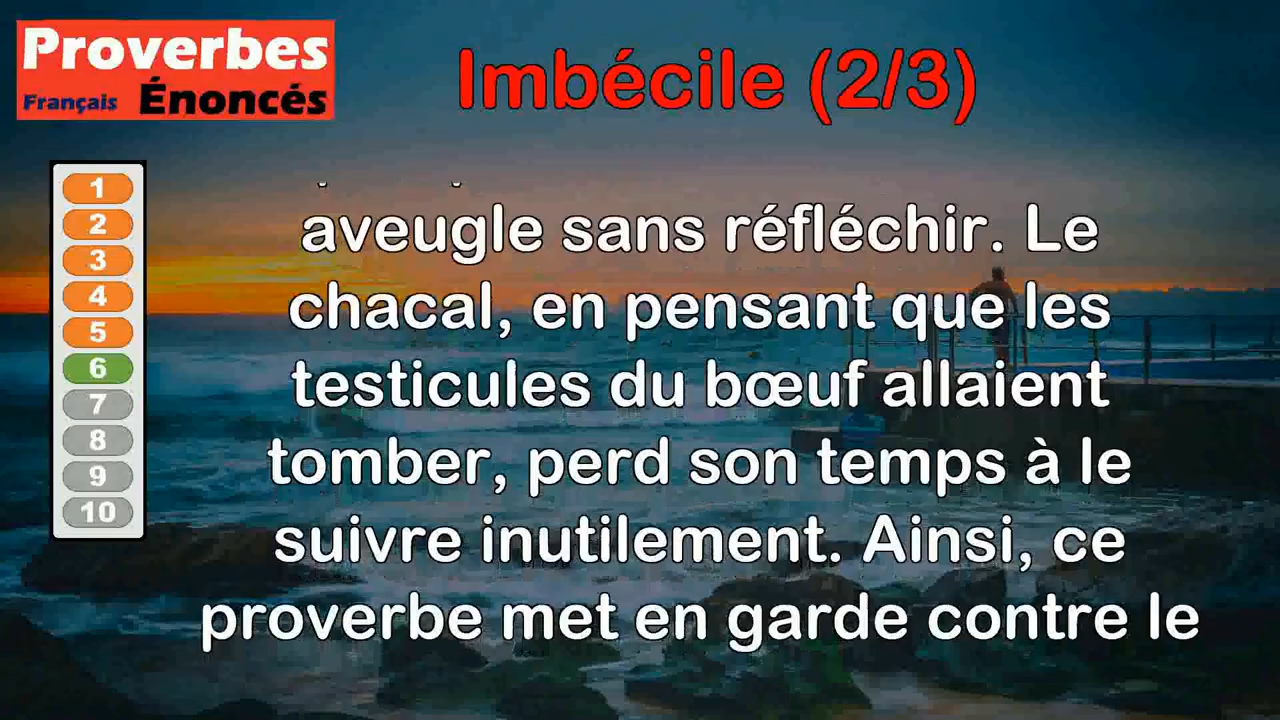 Proverbes
Français Énoncés
Imbécile (2/3)
1
2
3
4
5
6
7
8
9
10
aveugle sans réfléchir. Le
chacal, en pensant que les
testicules du bœuf allaient
tomber, perd son temps à le
suivre inutilement. Ainsi, ce
proverbe met en garde contre le